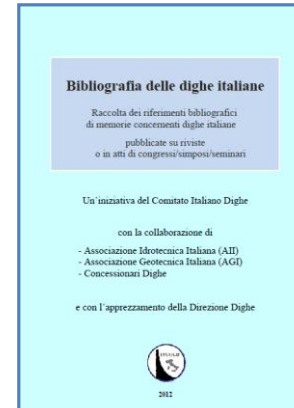 Bibliografia delle dighe italiane
Raccolta dei riferimenti bibliografici
di memorie concernenti dighe italiane
pubblicate su riviste
o in atti di congressi/simposi/seminari
Un'iniziativa del Comitato Italiano Dighe
con la collaborazione di
- Associazione Idrotecnica Italiana (AII)
- Associazione Geotecnica Italiana (AGI)
- Concessionari Dighe
e con l'apprezzamento della Direzione Dighe
2012